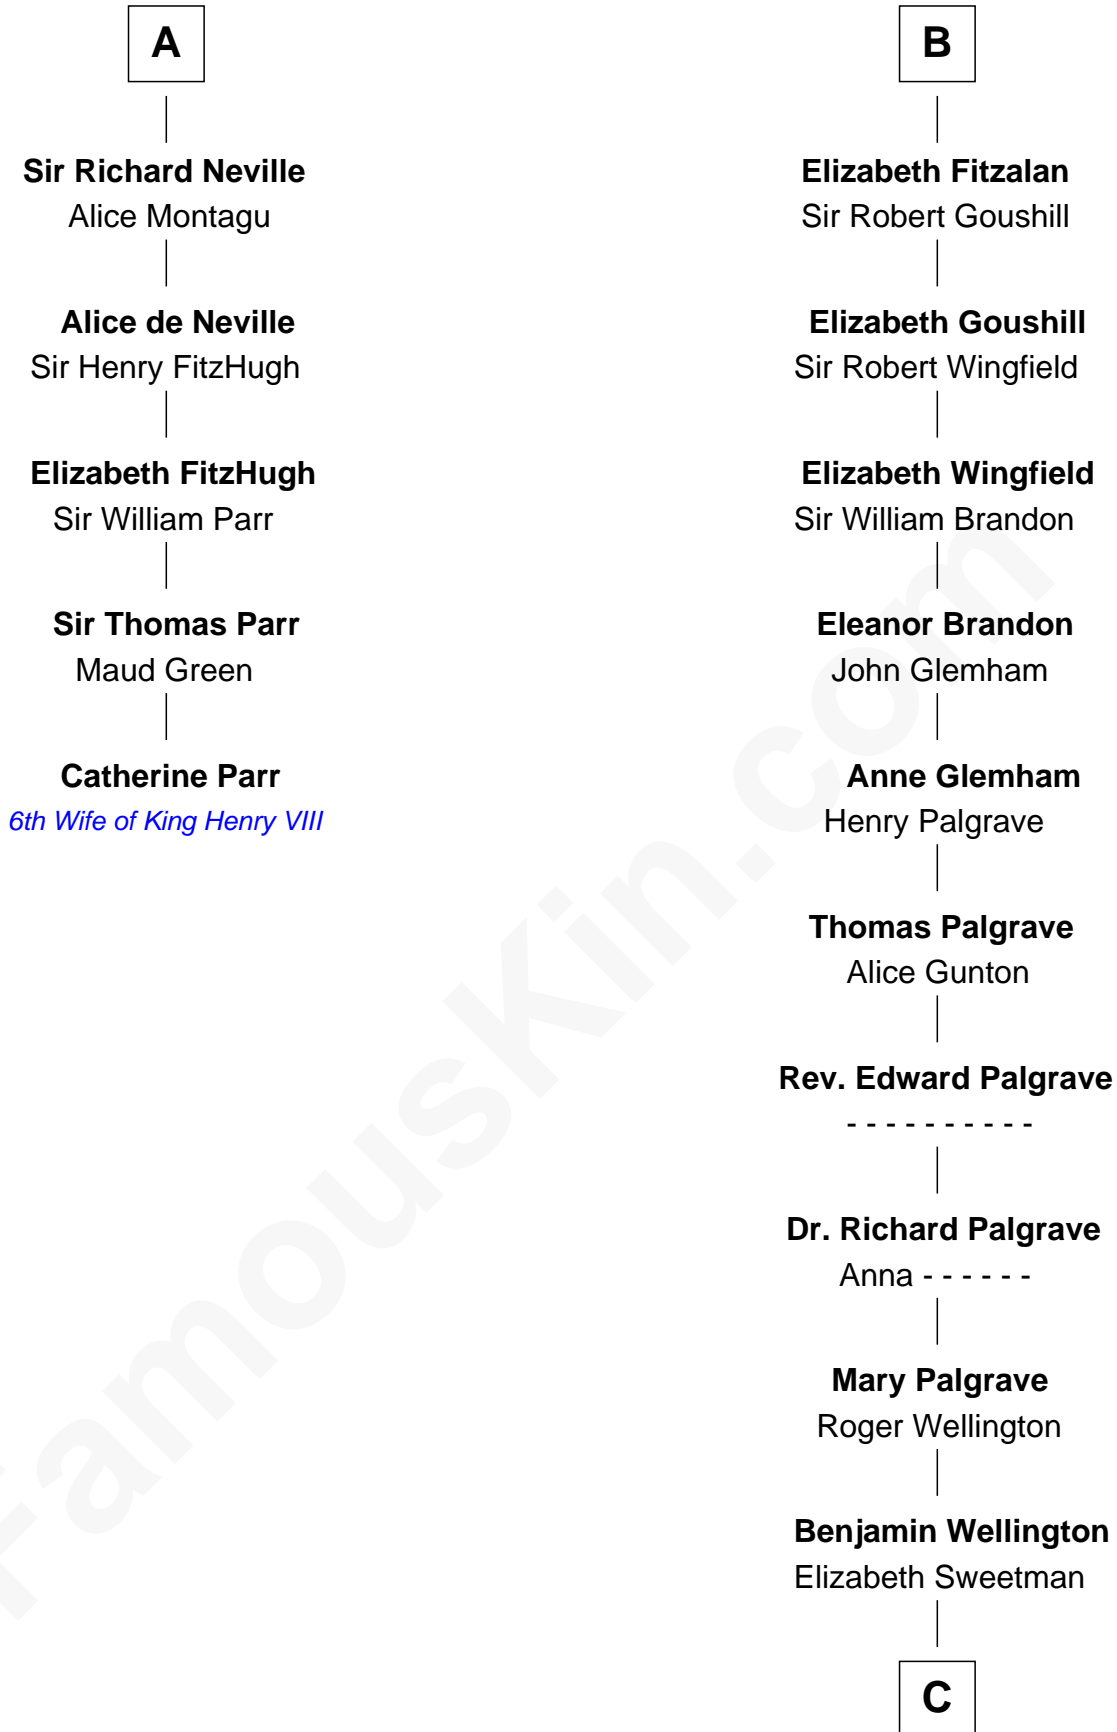 A
Sir Richard Neville
Alice Montagu
Alice de Neville
Sir Henry FitzHugh
Elizabeth FitzHugh
Sir William Parr
Sir Thomas Parr
Maud Green
Catherine Parr
6th Wife of King Henry VIII
B
Elizabeth Fitzalan
Sir Robert Goushill
Elizabeth Goushill
Sir Robert Wingfield
Elizabeth Wingfield
Sir William Brandon
Eleanor Brandon
John Glemham
Anne Glemham
Henry Palgrave
Thomas Palgrave
Alice Gunton
Rev. Edward Palgrave
- - - - - - - - - -
Dr. Richard Palgrave
Anna - - - - - -
Mary Palgrave
Roger Wellington
Benjamin Wellington
Elizabeth Sweetman
C
FamousKin.com